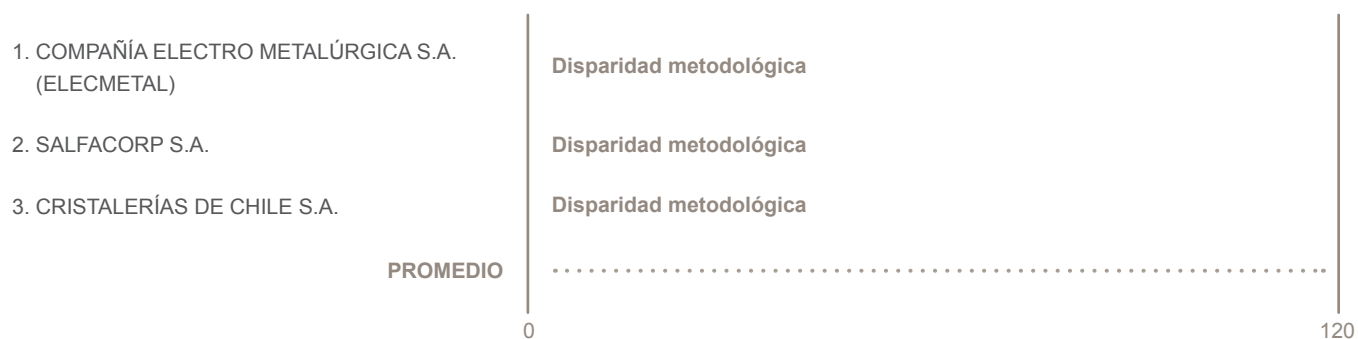 1. COMPAÑÍA ELECTRO METALÚRGICA S.A.
(ELECMETAL)
Disparidad metodológica
2. SALFACORP S.A.
Disparidad metodológica
3. CRISTALERÍAS DE CHILE S.A.
Disparidad metodológica
PROMEDIO
0
120